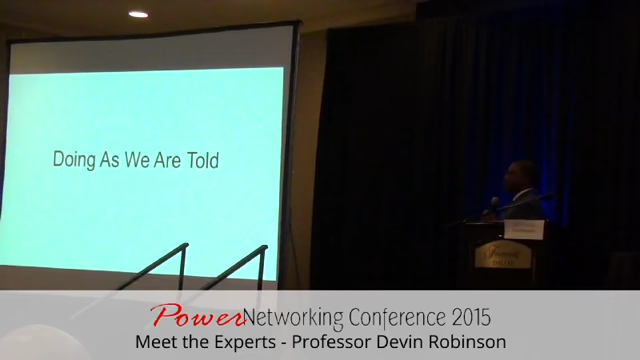 Doing As We Are Told
PowerNetworking Conference 2015
Meet the Experts - Professor Devin Robinson